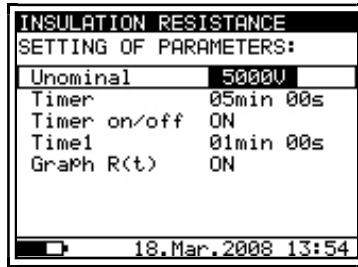 INSULATION RESISTANCE
SETTING OF PARAMETERS:
Unominal 5000V
Timer 05min 00s
Timer on/off ON
Time1 01min 00s
Graph R(t) ON
18.Mar.2008 13:54